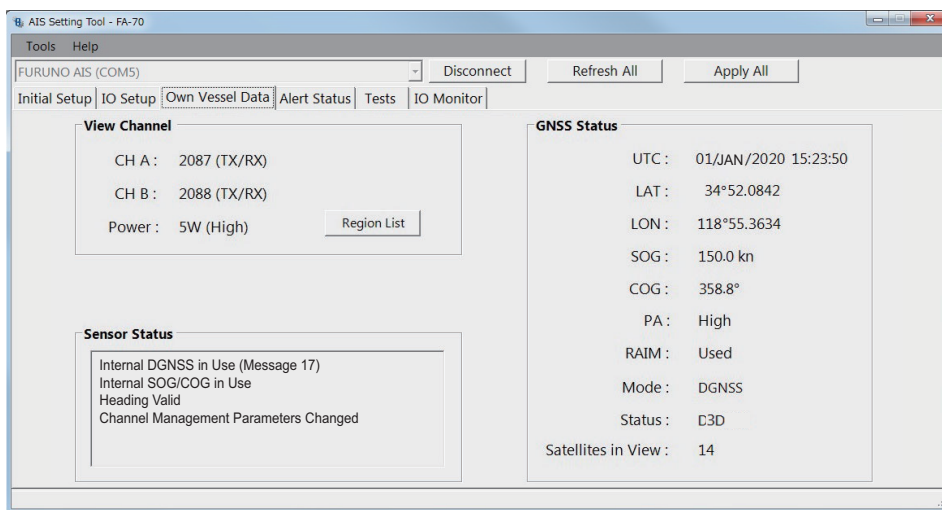 AIS Setting Tool - FA-70
Tools Help
FURUNO AIS (COM5) Disconnect Refresh All Apply All
Initial Setup IO Setup Own Vessel Data Alert Status Tests IO Monitor
View Channel
CH A : 2087 (TX/RX)
CH B : 2088 (TX/RX)
Power : 5W (High) Region List
Sensor Status
Internal DGNSS in Use (Message 17)
Internal SOG/COG in Use
Heading Valid
Channel Management Parameters Changed
GNSS Status
UTC : 01/JAN/2020 15:23:50
LAT : 34°52.0842
LON : 118°55.3634
SOG : 150.0 kn
COG : 358.8°
PA : High
RAIM : Used
Mode : DGNSS
Status : D3D
Satellites in View : 14